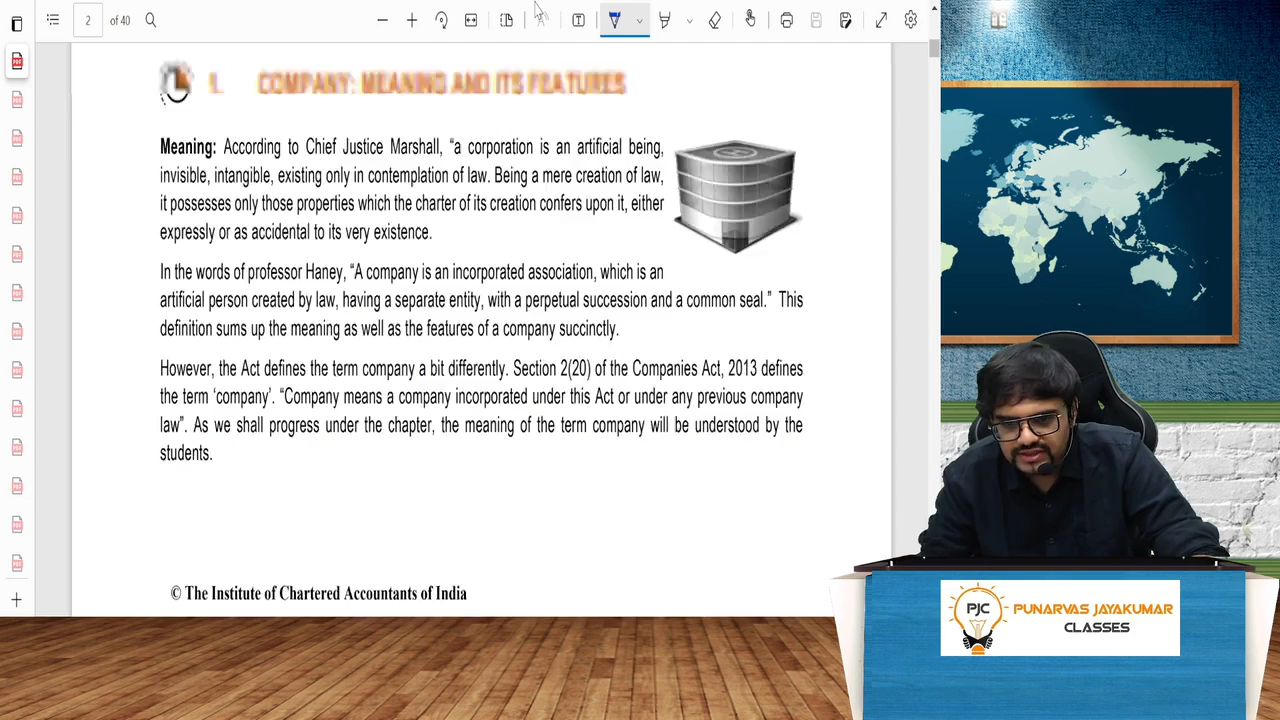 2 of 40
1. COMPANY: MEANING AND ITS FEATURES
Meaning: According to Chief Justice Marshall, “a corporation is an artificial being,
invisible, intangible, existing only in contemplation of law. Being a mere creation of law,
it possesses only those properties which the charter of its creation confers upon it, either
expressly or as accidental to its very existence.
In the words of professor Haney, “A company is an incorporated association, which is an
artificial person created by law, having a separate entity, with a perpetual succession and a common seal.” This
definition sums up the meaning as well as the features of a company succinctly.
However, the Act defines the term company a bit differently. Section 2(20) of the Companies Act, 2013 defines
the term ‘company’. “Company means a company incorporated under this Act or under any previous company
law”. As we shall progress under the chapter, the meaning of the term company will be understood by the
students.
© The Institute of Chartered Accountants of India
PJC
PUNARVAS JAYAKUMAR
CLASSES